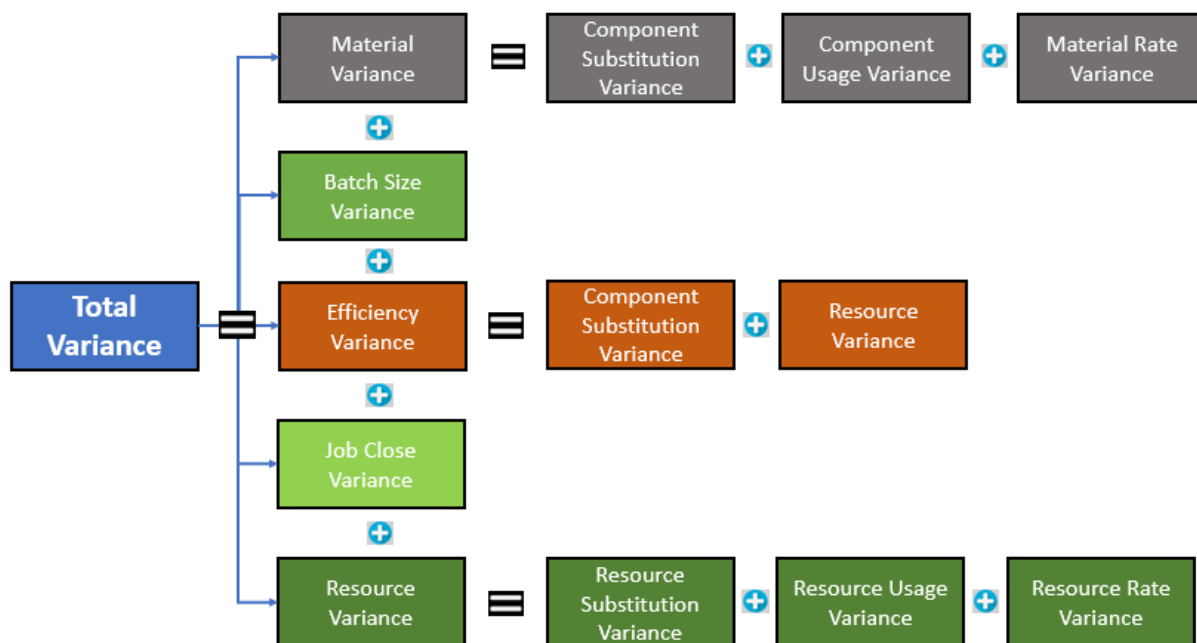 Material
Variance
Component
Substitution
Variance
Component
Usage Variance
Material Rate
Variance
Batch Size
Variance
Total
Variance
Efficiency
Variance
Component
Substitution
Variance
Resource
Variance
Job Close
Variance
Resource
Variance
Resource
Substitution
Variance
Resource Usage
Variance
Resource Rate
Variance